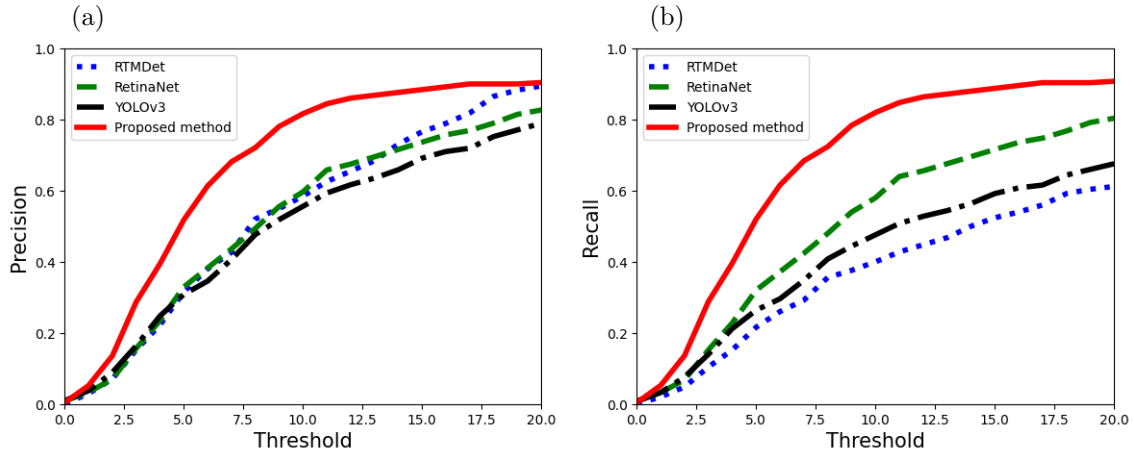 (a)
RTMDet
RetinaNet
YOLOv3
Proposed method
Precision
1.0
0.8
0.6
0.4
0.2
0.0
0.0 2.5 5.0 7.5 10.0 12.5 15.0 17.5 20.0
Threshold
(b)
RTMDet
RetinaNet
YOLOv3
Proposed method
Recall
1.0
0.8
0.6
0.4
0.2
0.0
0.0 2.5 5.0 7.5 10.0 12.5 15.0 17.5 20.0
Threshold